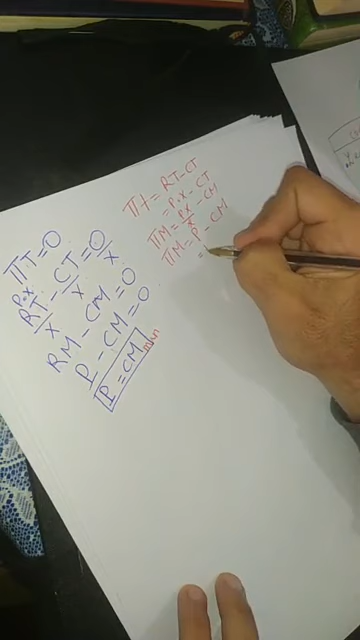 ΠT=0
P·X
RT/X - CT/X = 0/X
RM - CM = 0
P - CM = 0
P = CM min
Πt = RT-CT
= P·X - CT
ΠM = PX/X - CM
ΠM = P - CM
=